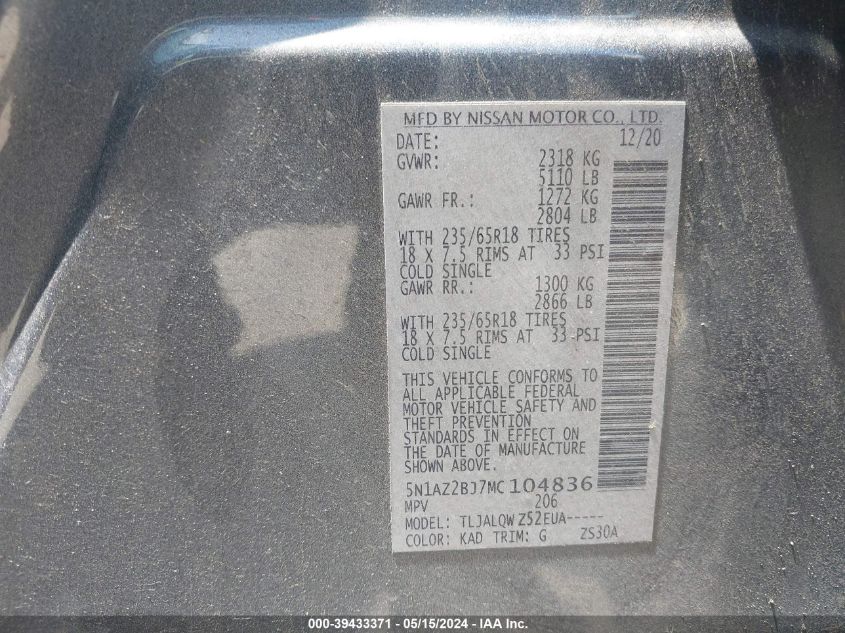 MFD BY NISSAN MOTOR CO., LTD.
DATE: 12/20
GVWR: 2318 KG
5110 LB
GAWR FR.: 1272 KG
2804 LB
WITH 235/65R18 TIRES
18 X 7.5 RIMS AT 33 PSI
COLD SINGLE
GAWR RR.: 1300 KG
2866 LB
WITH 235/65R18 TIRES
18 X 7.5 RIMS AT 33 PSI
COLD SINGLE
THIS VEHICLE CONFORMS TO
ALL APPLICABLE FEDERAL
MOTOR VEHICLE SAFETY AND
THEFT PREVENTION
STANDARDS IN EFFECT ON
THE DATE OF MANUFACTURE
SHOWN ABOVE.
5N1AZ2BJ7MC104836
MPV 206
MODEL: TLJALQW Z52EUA-----
COLOR: KAD TRIM: G ZS30A
000-39433371 - 05/15/2024 - IAA Inc.